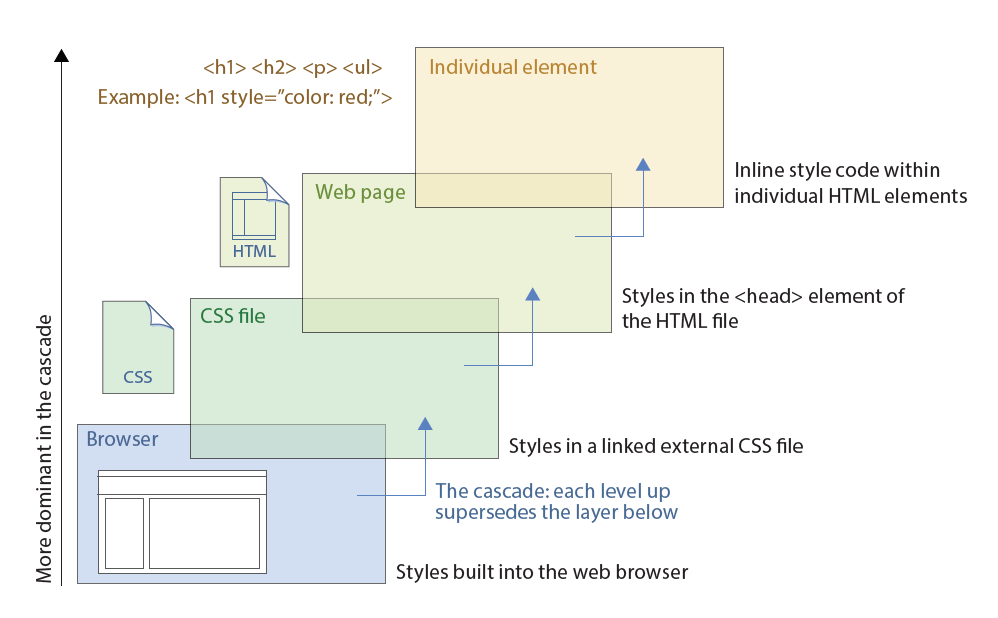 <h1> <h2> <p> <ul>
Example: <h1 style=”color: red;”>
Individual element
Inline style code within
individual HTML elements
Web page
HTML
Styles in the <head> element of
the HTML file
CSS file
CSS
Styles in a linked external CSS file
Browser
The cascade: each level up
supersedes the layer below
Styles built into the web browser
More dominant in the cascade